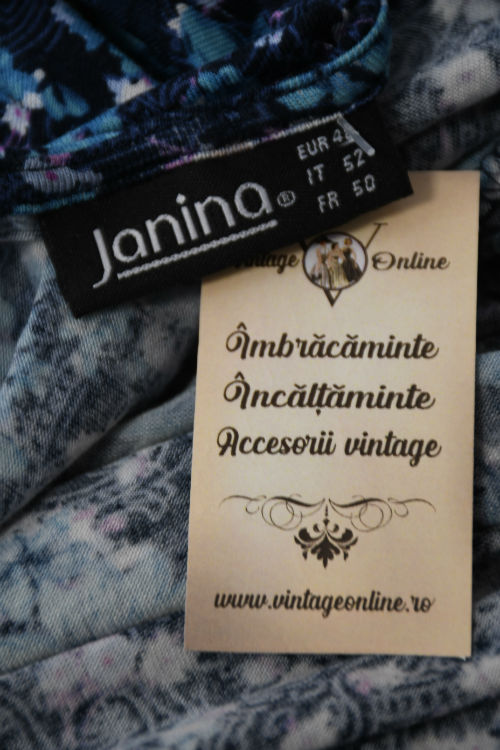 Janina®
EUR
IT 52
FR 50
Vintage Online
Îmbrăcăminte
Încălțăminte
Accesorii vintage
www.vintageonline.ro